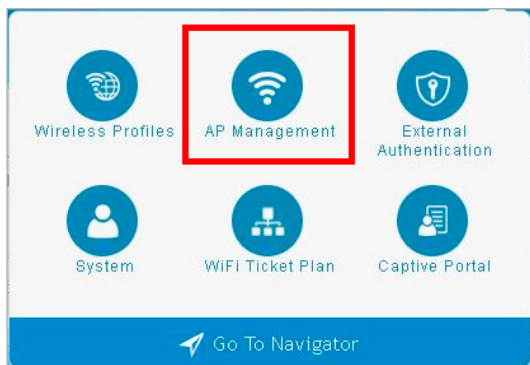 Wireless Profiles
AP Management
External
Authentication
System
WiFi Ticket Plan
Captive Portal
Go To Navigator